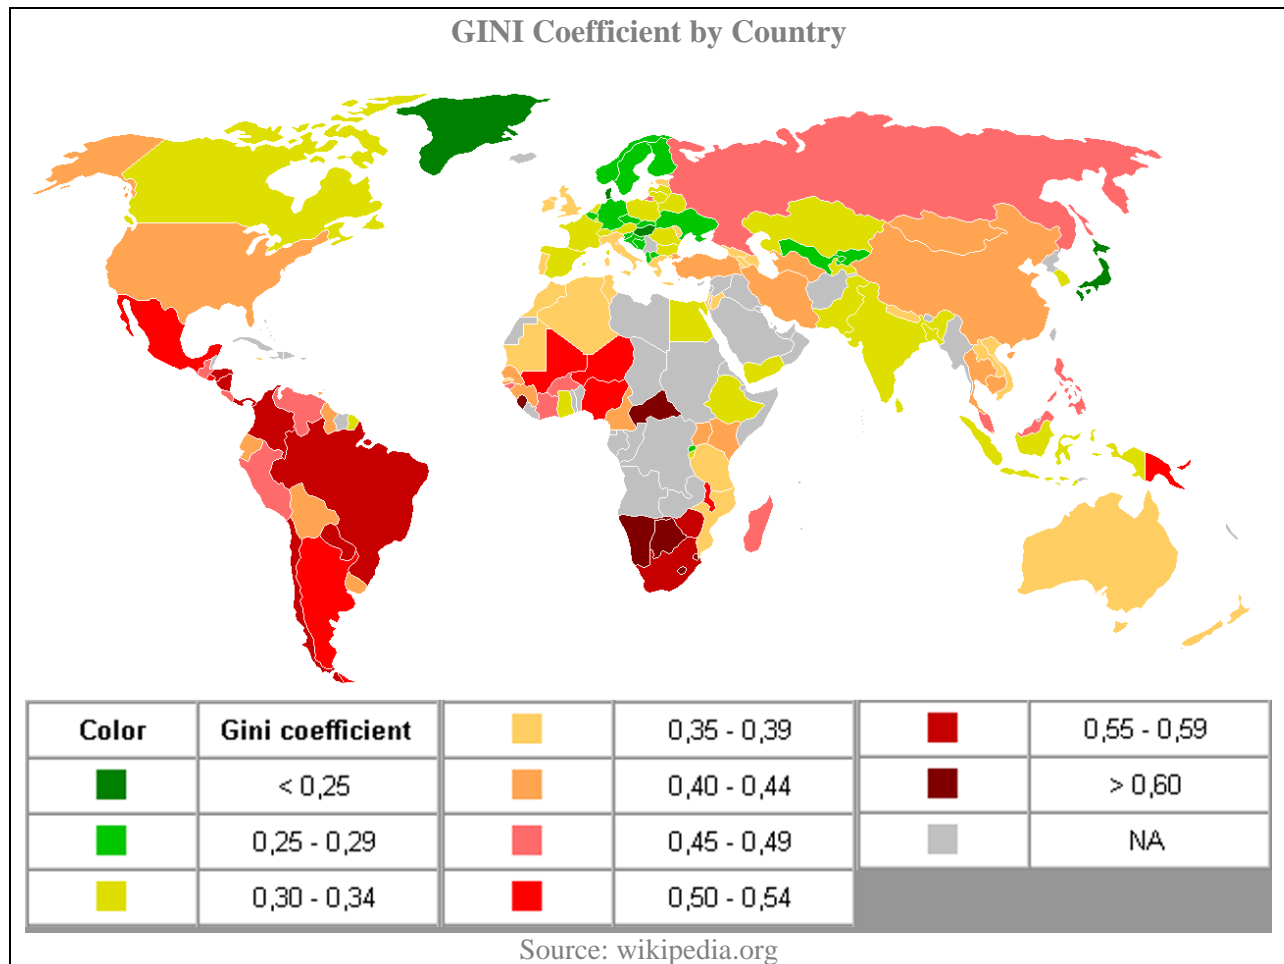 GINI Coefficient by Country
Color Gini coefficient 0,35 - 0,39 0,55 - 0,59
< 0,25 0,40 - 0,44 > 0,60
0,25 - 0,29 0,45 - 0,49 NA
0,30 - 0,34 0,50 - 0,54
Source: wikipedia.org